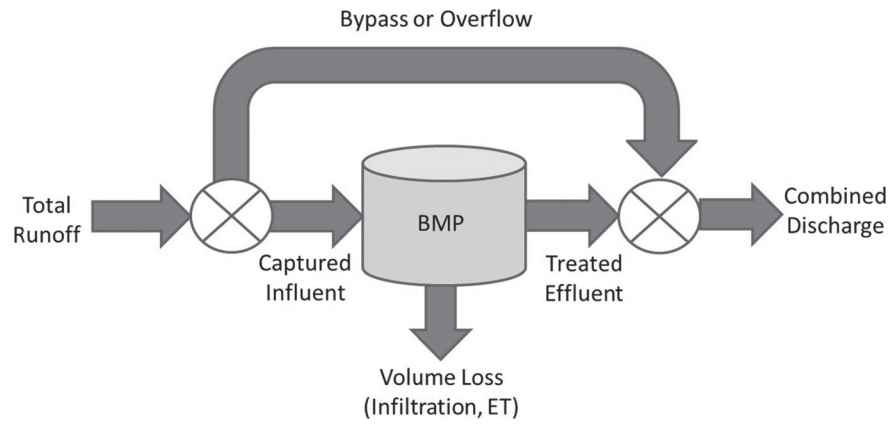 Bypass or Overflow
Total
Runoff
Captured
Influent
BMP
Treated
Effluent
Combined
Discharge
Volume Loss
(Infiltration, ET)